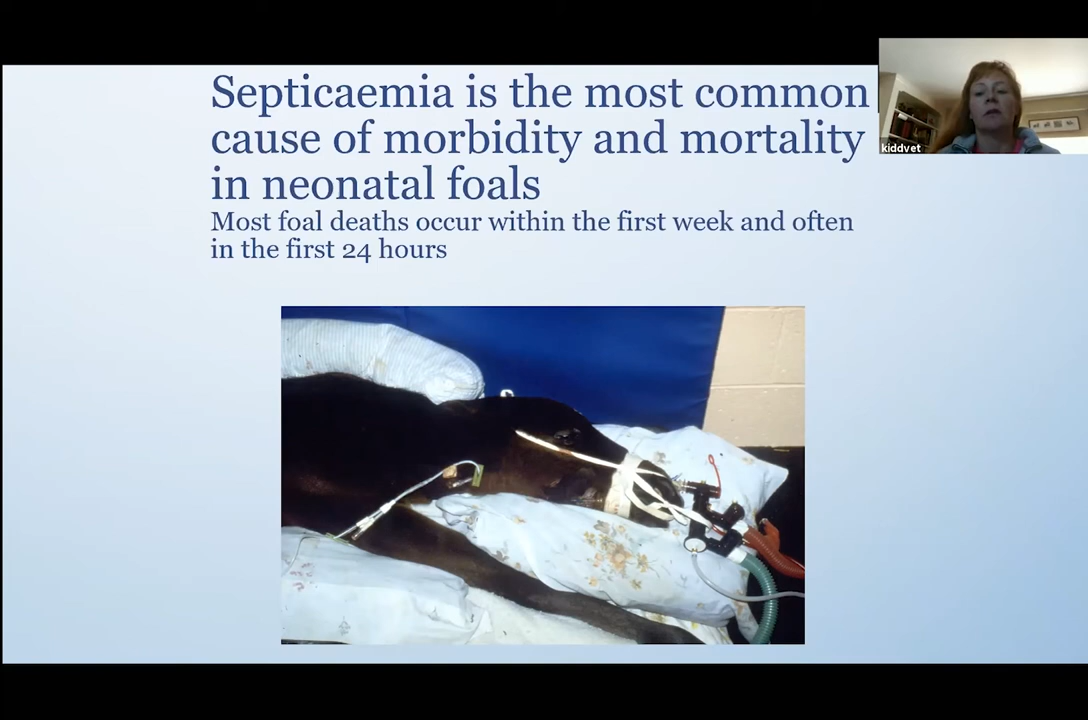 Septicaemia is the most common
cause of morbidity and mortality
in neonatal foals
Most foal deaths occur within the first week and often
in the first 24 hours
kiddvet